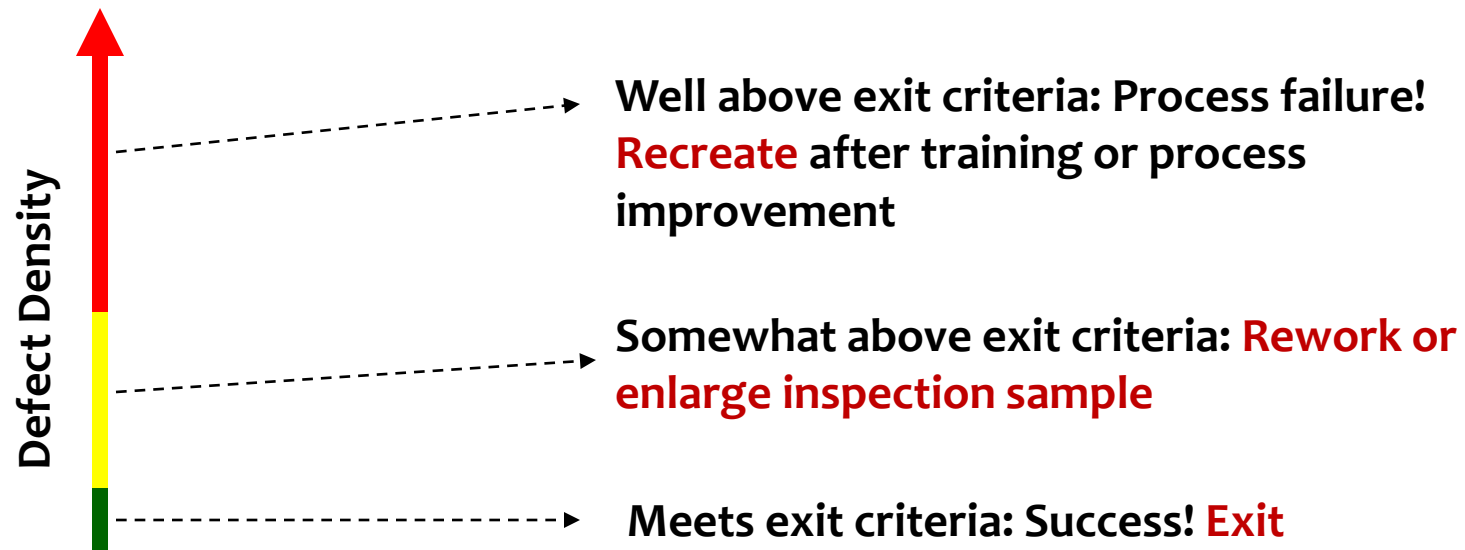 Defect Density
Well above exit criteria: Process failure!
Recreate after training or process
improvement
Somewhat above exit criteria: Rework or
enlarge inspection sample
Meets exit criteria: Success! Exit